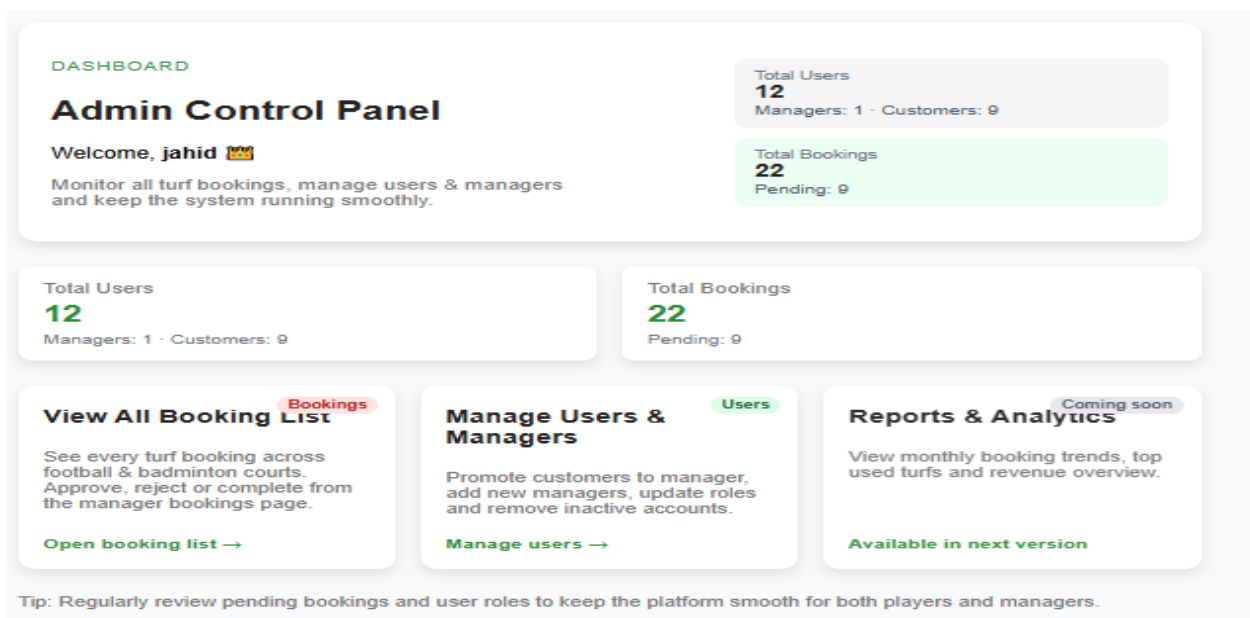 DASHBOARD
Admin Control Panel
Welcome, jahid 👑
Monitor all turf bookings, manage users & managers
and keep the system running smoothly.
Total Users
12
Managers: 1 · Customers: 9
Total Bookings
22
Pending: 9
Total Users
12
Managers: 1 · Customers: 9
Total Bookings
22
Pending: 9
Bookings
View All Booking List
See every turf booking across
football & badminton courts.
Approve, reject or complete from
the manager bookings page.
Open booking list →
Users
Manage Users &
Managers
Promote customers to manager,
add new managers, update roles
and remove inactive accounts.
Manage users →
Coming soon
Reports & Analytics
View monthly booking trends, top
used turfs and revenue overview.
Available in next version
Tip: Regularly review pending bookings and user roles to keep the platform smooth for both players and managers.